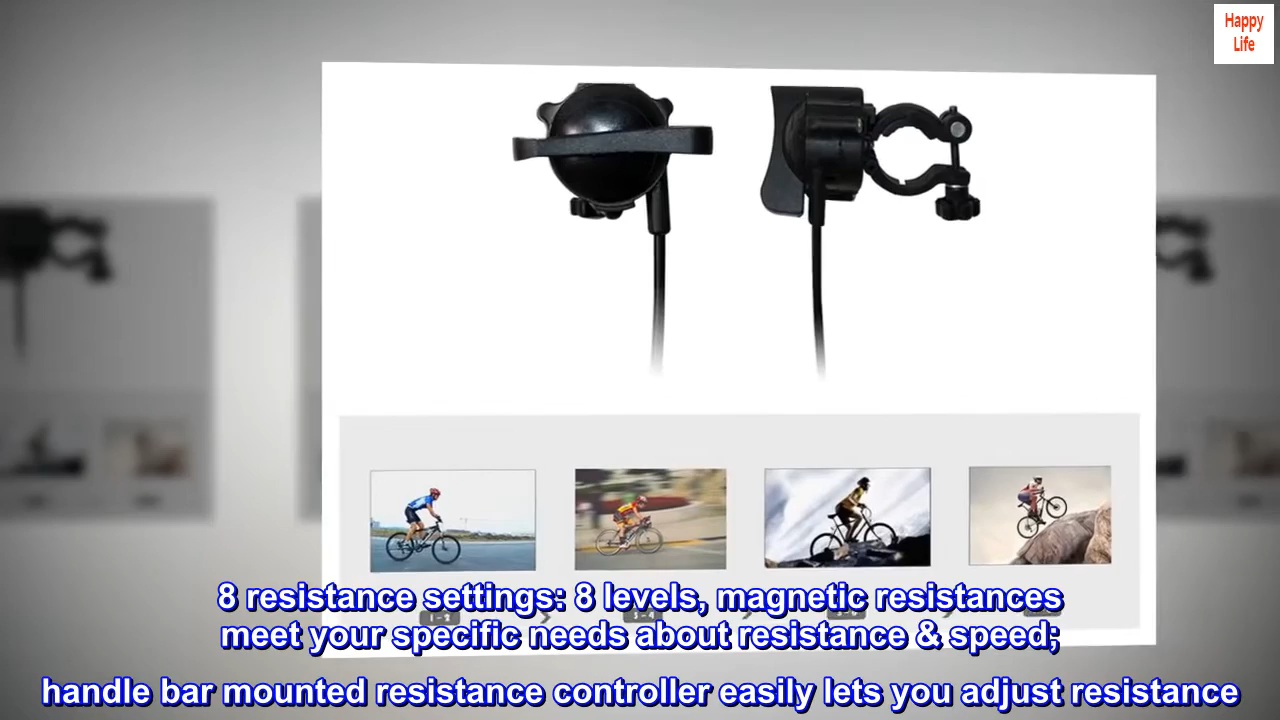 Happy
Life
8 resistance settings: 8 levels, magnetic resistances
meet your specific needs about resistance & speed;
handle bar mounted resistance controller easily lets you adjust resistance